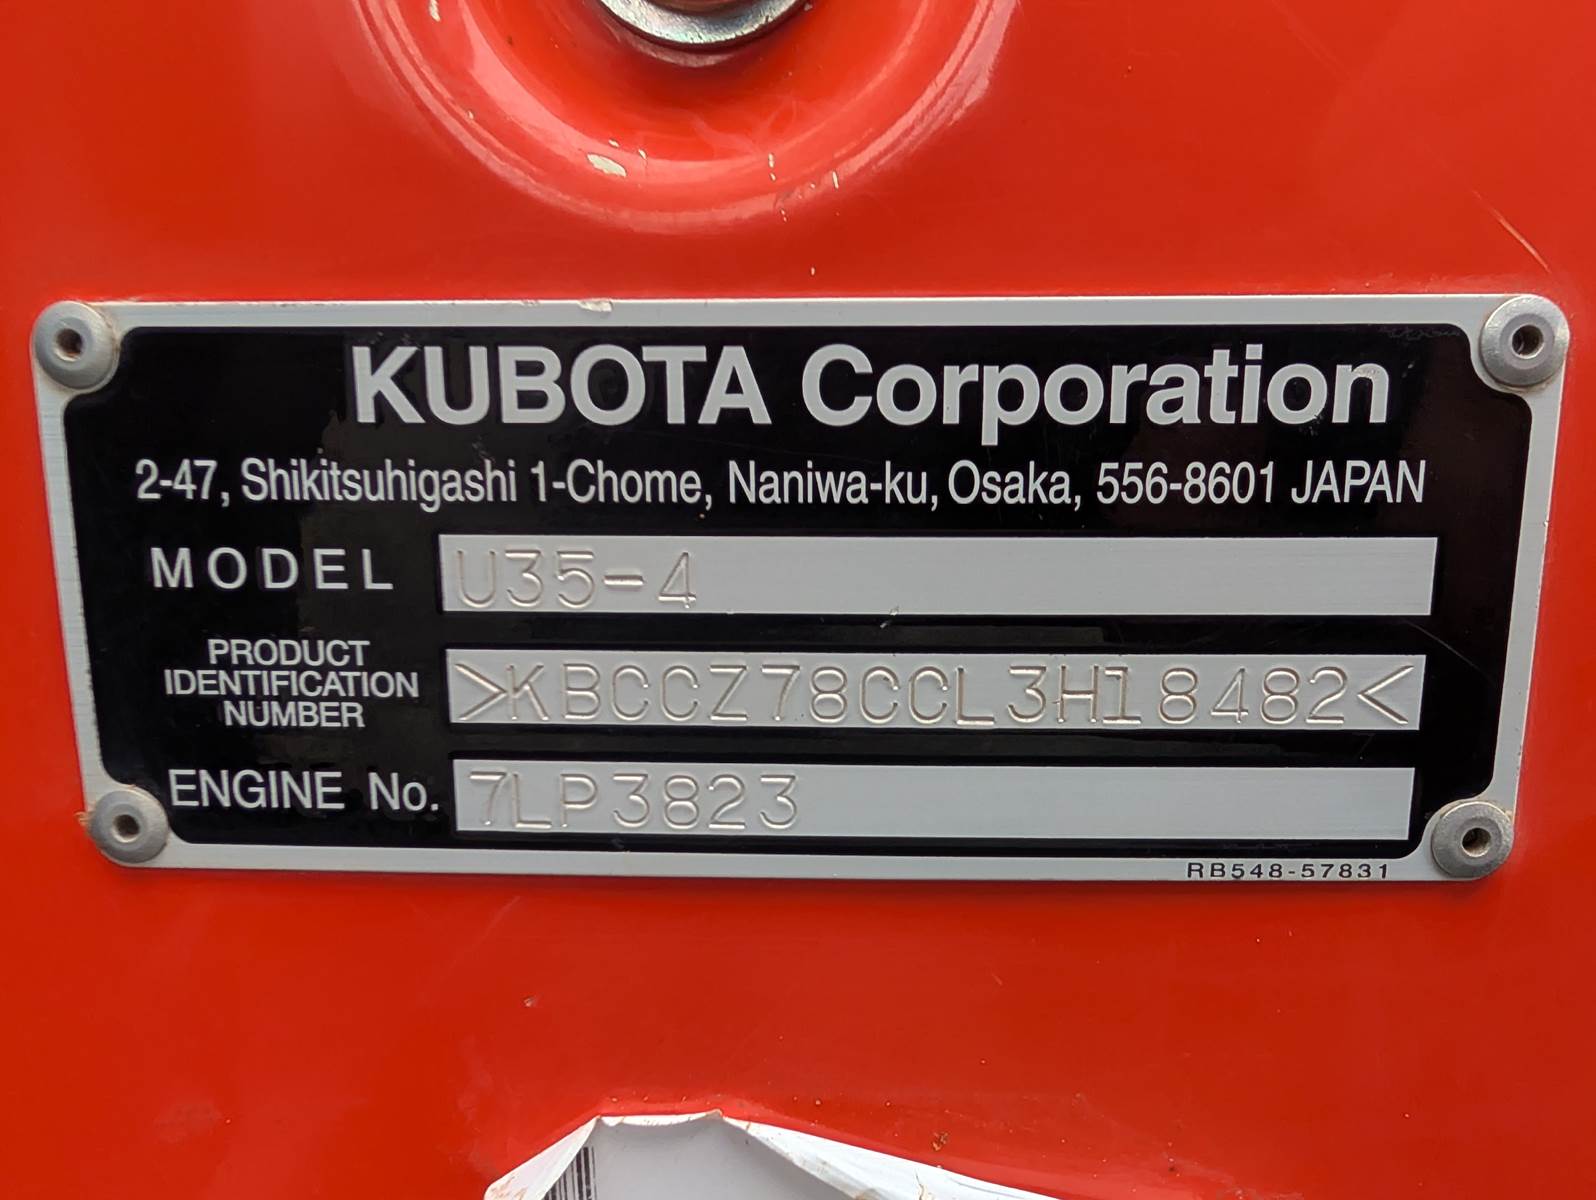 KUBOTA Corporation
2-47, Shikitsuhigashi 1-Chome, Naniwa-ku, Osaka, 556-8601 JAPAN
MODEL U35-4
PRODUCT
IDENTIFICATION
NUMBER
>KBCCZ78CCL3H18482<
ENGINE No. 7LP3823
RB548-57831